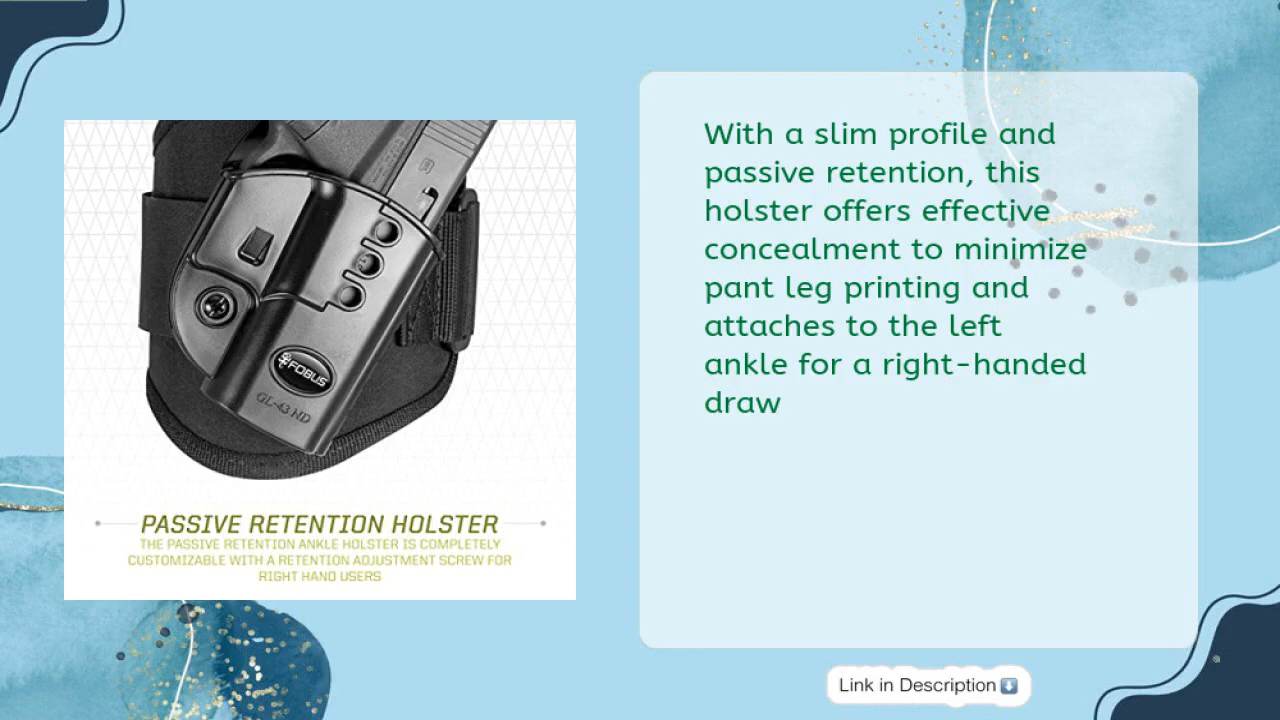 FOBUS
GL-43 ND
PASSIVE RETENTION HOLSTER
THE PASSIVE RETENTION ANKLE HOLSTER IS COMPLETELY
CUSTOMIZABLE WITH A RETENTION ADJUSTMENT SCREW FOR
RIGHT HAND USERS
With a slim profile and
passive retention, this
holster offers effective
concealment to minimize
pant leg printing and
attaches to the left
ankle for a right-handed
draw
Link in Description